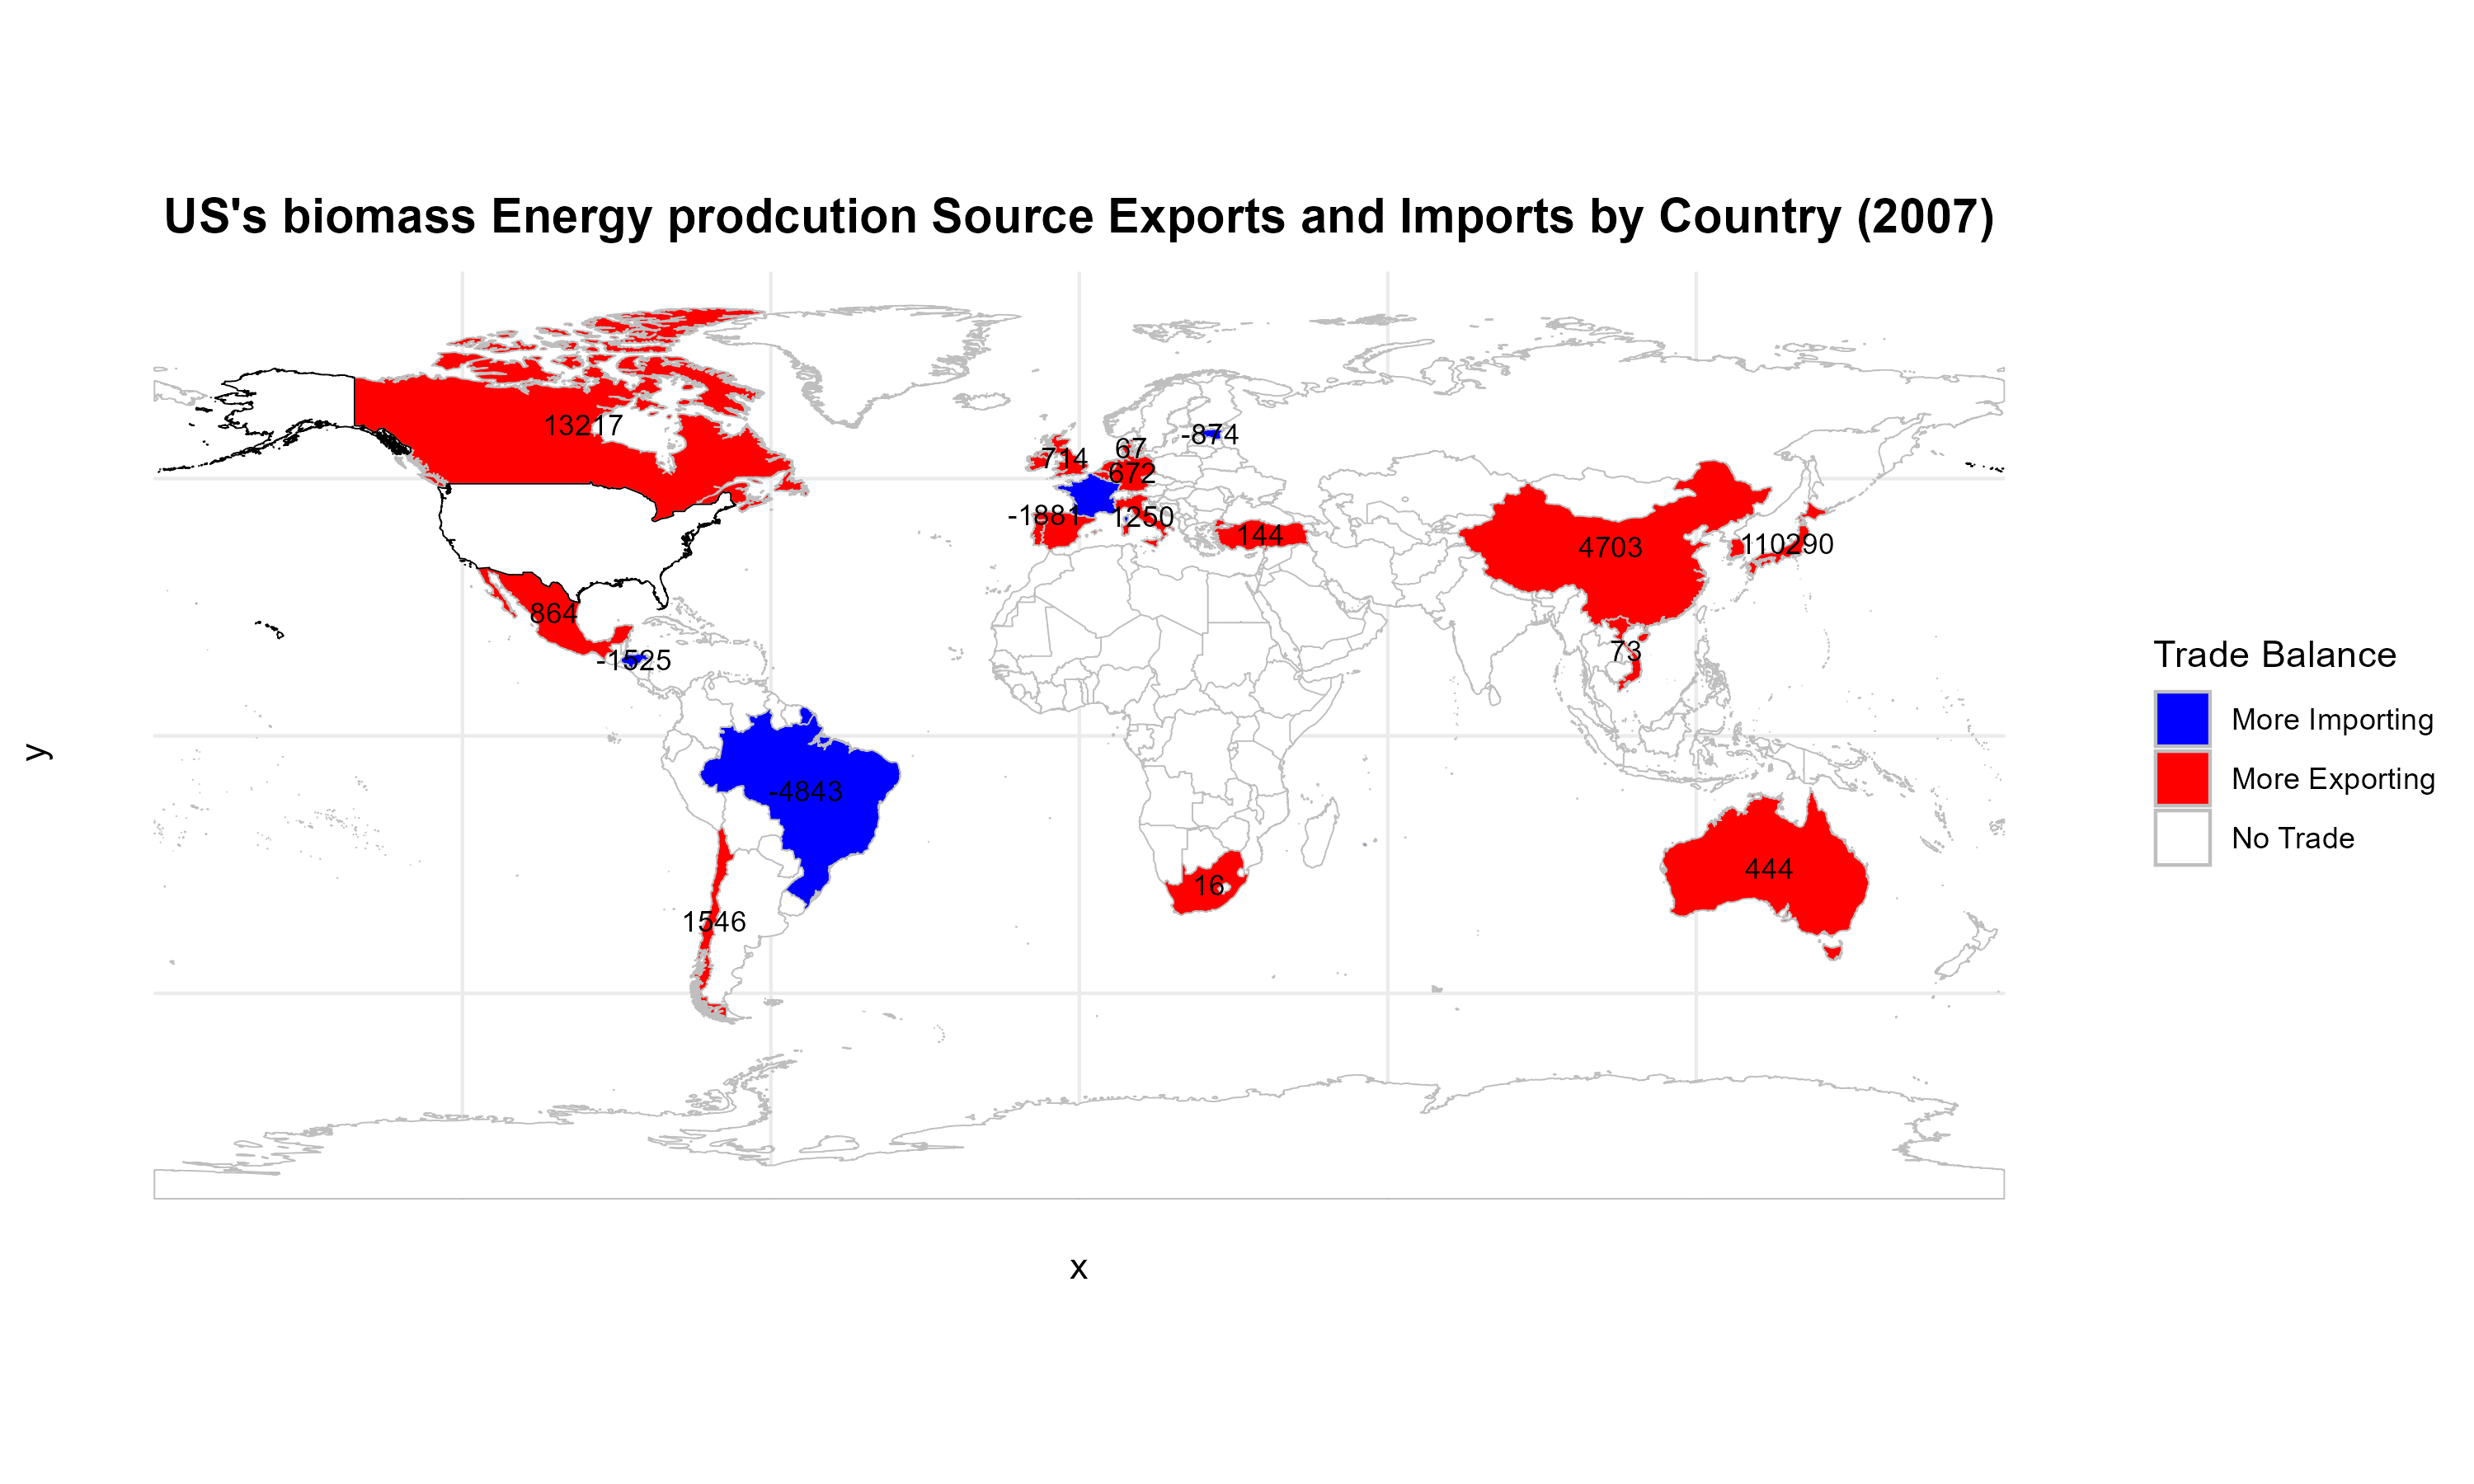 US's biomass Energy prodcution Source Exports and Imports by Country (2007)
13217
-874
67
714
672
-1881
1250
144
4703
110290
864
73
-1525
-4843
444
16
1546
y
x
Trade Balance
More Importing
More Exporting
No Trade